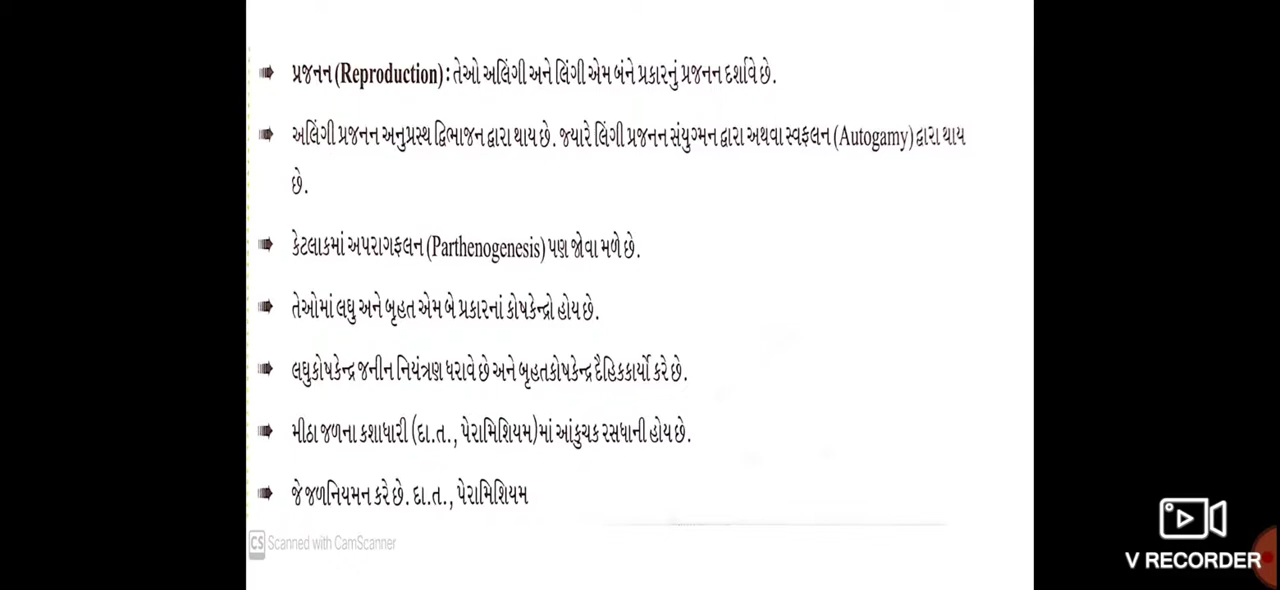 પ્રજનન (Reproduction) : તેઓ અલિંગી અને લિંગી એમ બંને પ્રકારનું પ્રજનન દર્શાવે છે.
અલિંગી પ્રજનન અનુપ્રસ્થ દ્વિભાજન દ્વારા થાય છે. જ્યારે લિંગી પ્રજનન સંયુગ્મન દ્વારા અથવા સ્વફલન (Autogamy) દ્વારા થાય
છે.
કેટલાકમાં અપરાગફલન (Parthenogenesis) પણ જોવા મળે છે.
તેઓમાં લઘુ અને બૃહત એમ બે પ્રકારનાં કોષકેન્દ્રો હોય છે.
લઘુકોષકેન્દ્ર જનીન નિયંત્રણ ધરાવે છે અને બૃહતકોષકેન્દ્ર દૈહિકકાર્યો કરે છે.
મીઠા જળના કશાધારી (દા.ત., પેરામિશિયમ)માં આંકુચક રસધાની હોય છે.
જે જળનિયમન કરે છે. દા.ત., પેરામિશિયમ
CS Scanned with CamScanner
V RECORDER